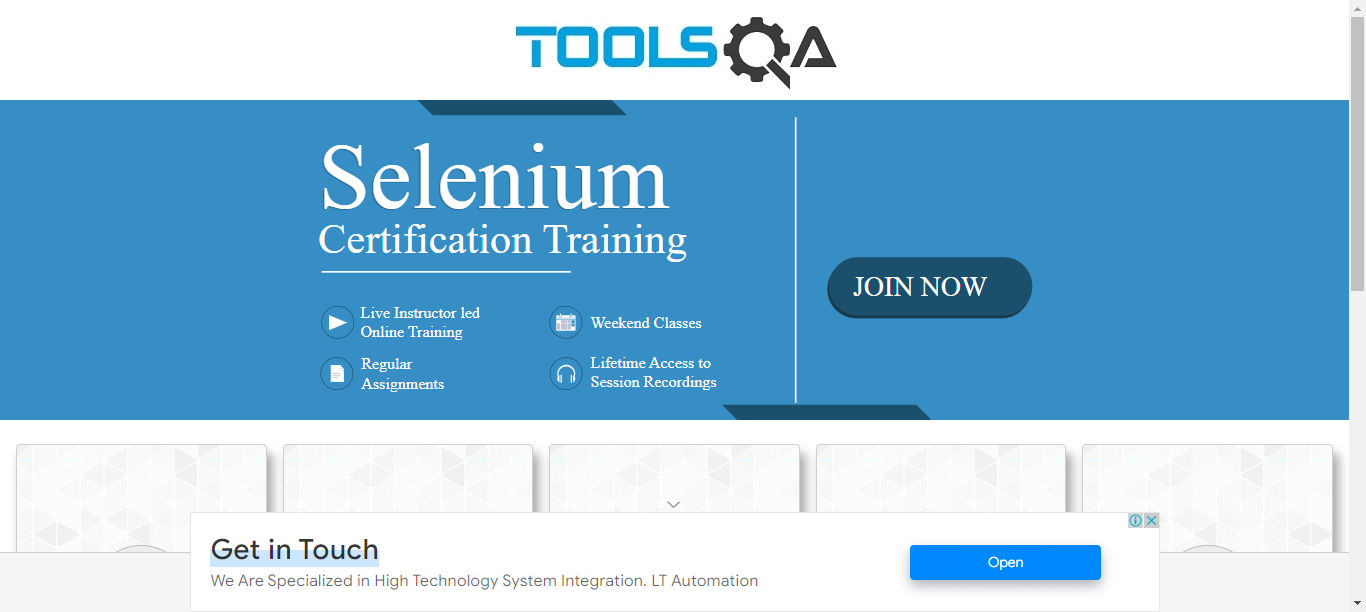 TOOLSQA
Selenium
Certification Training
JOIN NOW
Live Instructor led
Online Training
Weekend Classes
Regular
Assignments
Lifetime Access to
Session Recordings
Get in Touch
We Are Specialized in High Technology System Integration. LT Automation
Open